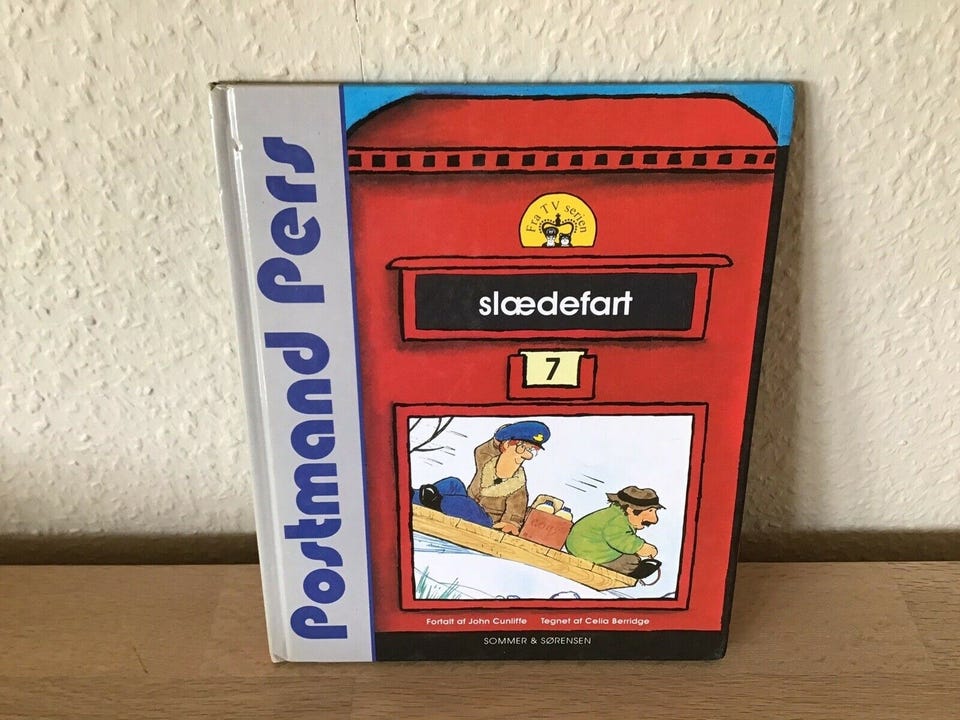 Postmand Pers
Fra TV serien
slædefart
7
Fortalt af John Cunliffe Tegnet af Celia Berridge
SOMMER & SØRENSEN